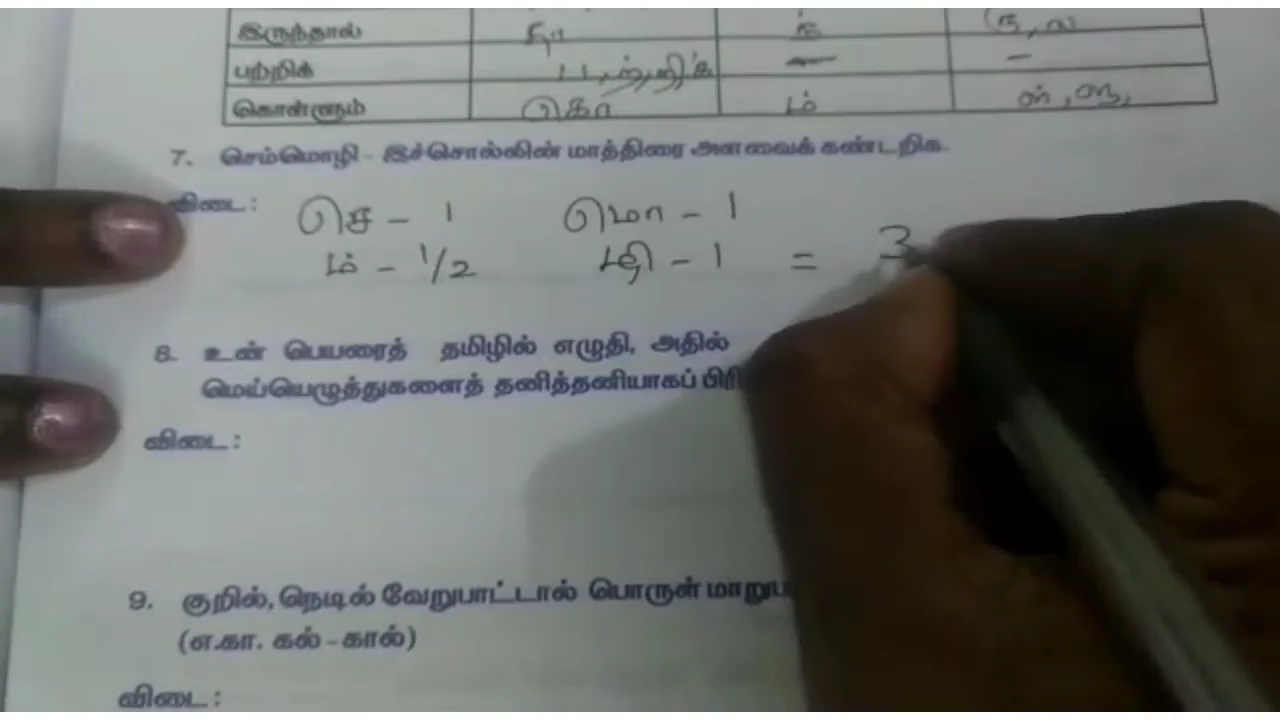 இருந்தால் தா ரு, ல
பற்றிக் ப,ற்,றி,க் – –
கொள்ளும் கொ ம் ள், ளு,
7. செம்மொழி - இச்சொல்லின் மாத்திரை அளவைக் கண்டறிக.
விடை : செ - 1 மொ - 1
ம் - 1/2 ழி - 1 = 3
8. உன் பெயரைத் தமிழில் எழுதி, அதில்
மெய்யெழுத்துகளைத் தனித்தனியாகப்
விடை :
9. குறில், நெடில் வேறுபாட்டால் பொருள்
(எ.கா. கல் - கால்)
விடை :